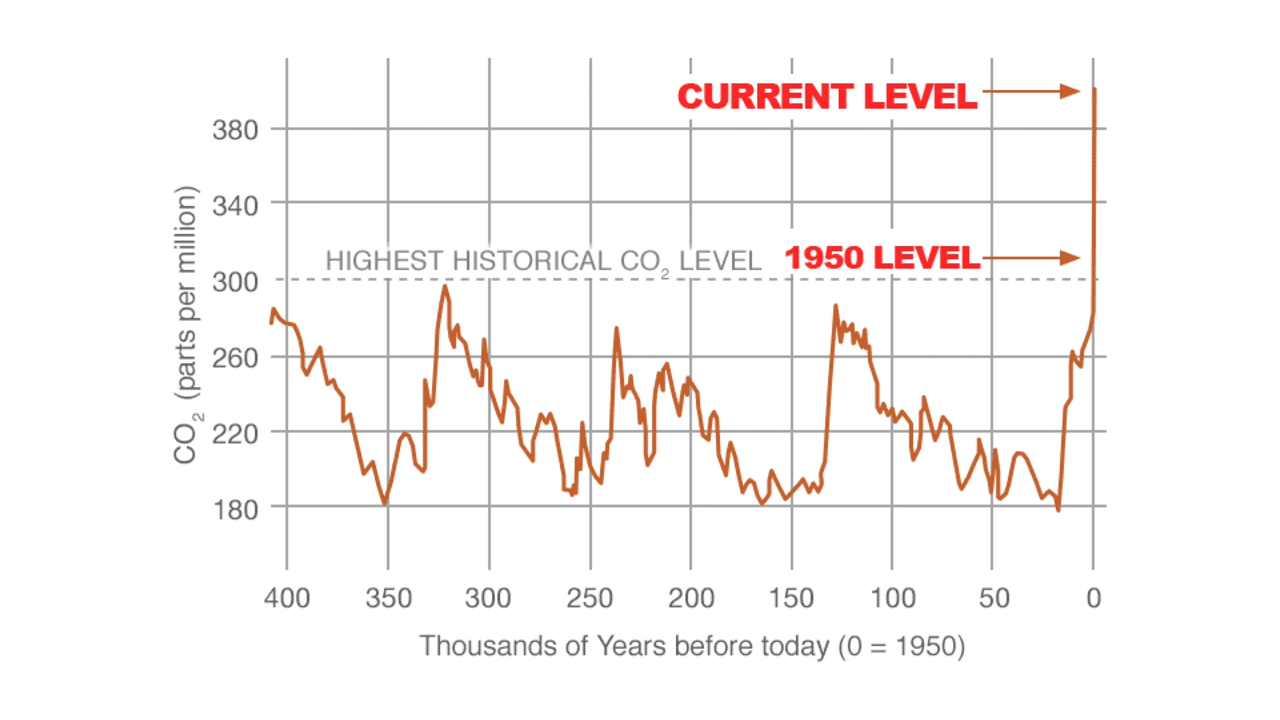 CURRENT LEVEL
380
340
HIGHEST HISTORICAL CO₂ LEVEL
1950 LEVEL
300
260
220
180
CO₂ (parts per million)
400 350 300 250 200 150 100 50 0
Thousands of Years before today (0 = 1950)